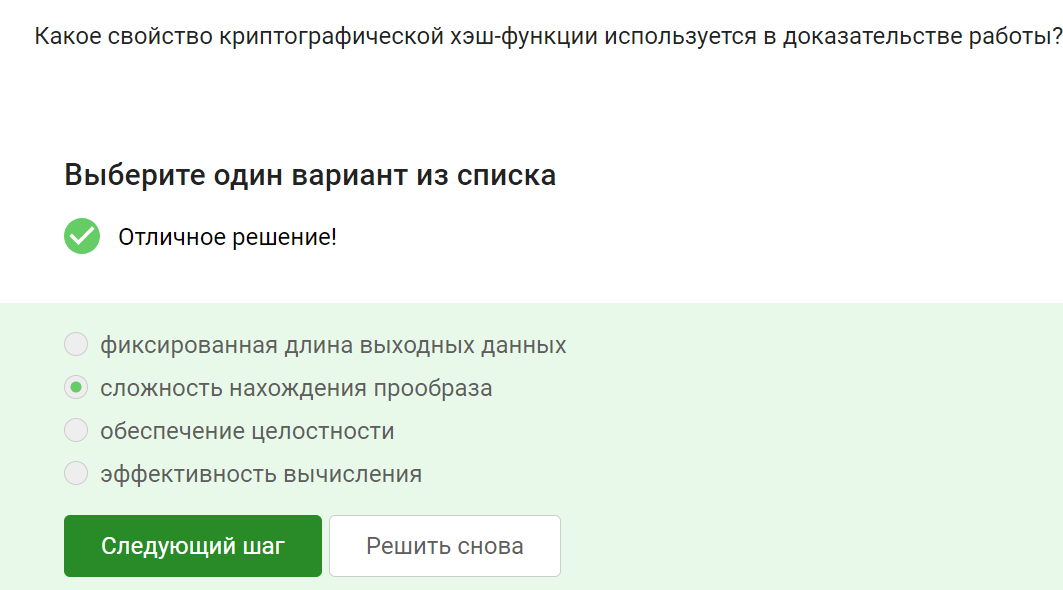 Какое свойство криптографической хэш-функции используется в доказательстве работы?
Выберите один вариант из списка
Отличное решение!
фиксированная длина выходных данных
сложность нахождения прообраза
обеспечение целостности
эффективность вычисления
Следующий шаг
Решить снова